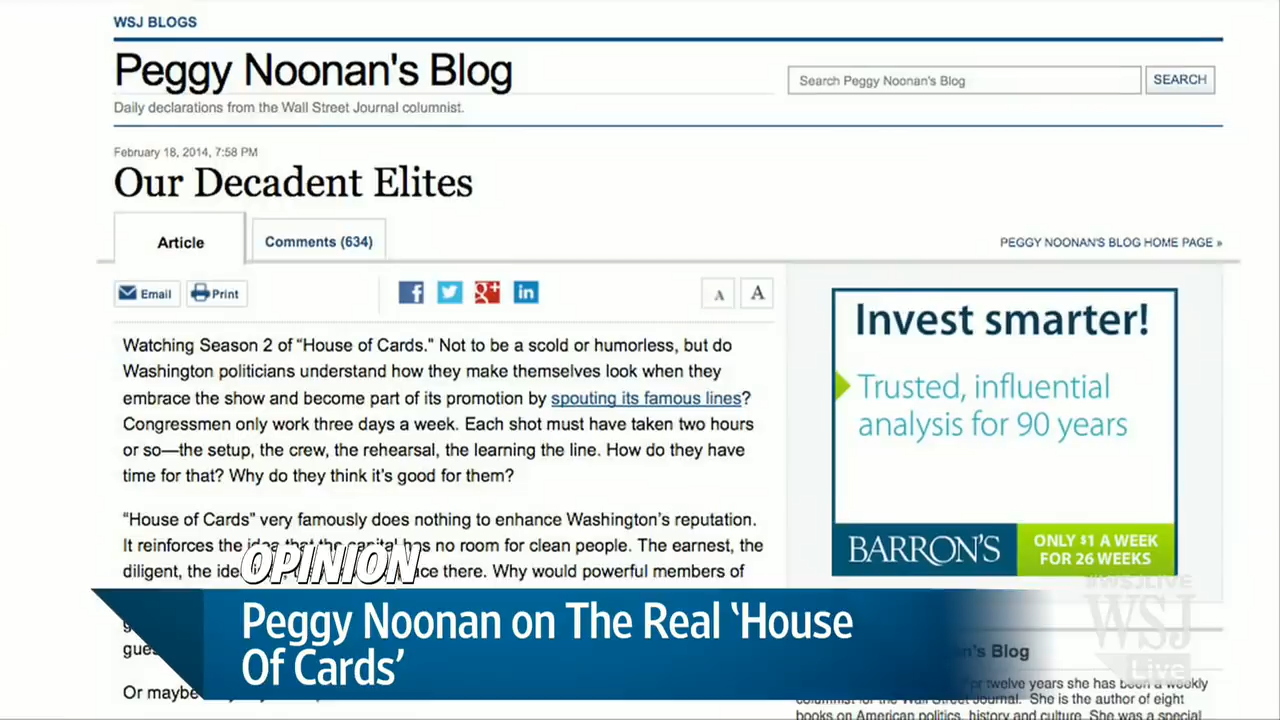 WSJ BLOGS
Peggy Noonan's Blog
Daily declarations from the Wall Street Journal columnist.
Search Peggy Noonan's Blog
SEARCH
February 18, 2014, 7:58 PM
Our Decadent Elites
Article
Comments (634)
PEGGY NOONAN'S BLOG HOME PAGE »
Email
Print
A
A
Watching Season 2 of “House of Cards.” Not to be a scold or humorless, but do
Washington politicians understand how they make themselves look when they
embrace the show and become part of its promotion by spouting its famous lines?
Congressmen only work three days a week. Each shot must have taken two hours
or so—the setup, the crew, the rehearsal, the learning the line. How do they have
time for that? Why do they think it’s good for them?
“House of Cards” very famously does nothing to enhance Washington’s reputation.
It reinforces the idea that the capital has no room for clean people. The earnest, the
diligent, the there. Why would powerful members of
Or maybe
Invest smarter!
Trusted, influential
analysis for 90 years
BARRON'S
ONLY $1 A WEEK
FOR 26 WEEKS
OPINION
Peggy Noonan on The Real ‘House
Of Cards’
#WSJLIVE
WSJ
Live
's Blog
or twelve years she has been a weekly
columnist for the Wall Street Journal. She is the author of eight
books on American politics, history and culture. She was a special